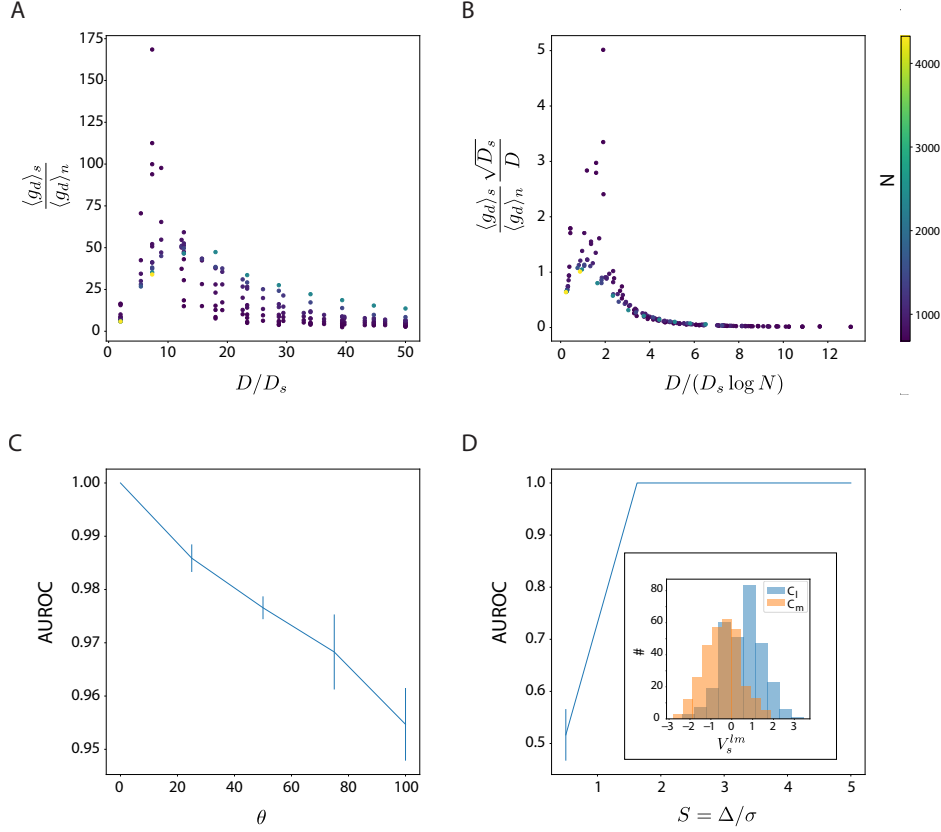 A
175
150
125
100
75
50
25
0
⟨g_d⟩_s / ⟨g_d⟩_n
0 10 20 30 40 50
D/D_s
B
5
4
3
2
1
0
⟨g_d⟩_s / ⟨g_d⟩_n √D_s / D
0 2 4 6 8 10 12
D/(D_s log N)
4000
3000
2000
1000
N
C
1.00
0.99
0.98
0.97
0.96
0.95
AUROC
0 20 40 60 80 100
θ
D
1.0
0.9
0.8
0.7
0.6
0.5
AUROC
1 2 3 4 5
S = Δ/σ
80
60
40
20
0
#
C_l
C_m
−3 −2 −1 0 1 2 3
V_s^{lm}